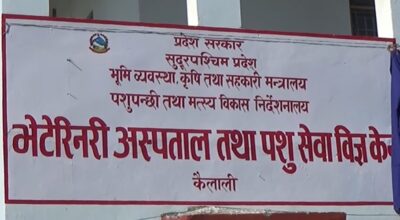 प्रदेश सरकार
सुदूरपश्चिम प्रदेश
भूमि व्यवस्था, कृषि तथा सहकारी मन्त्रालय
पशुपन्छी तथा मत्स्य विकास निर्देशनालय
भेटेरिनरी अस्पताल तथा पशु सेवा विज्ञ
कैलाली